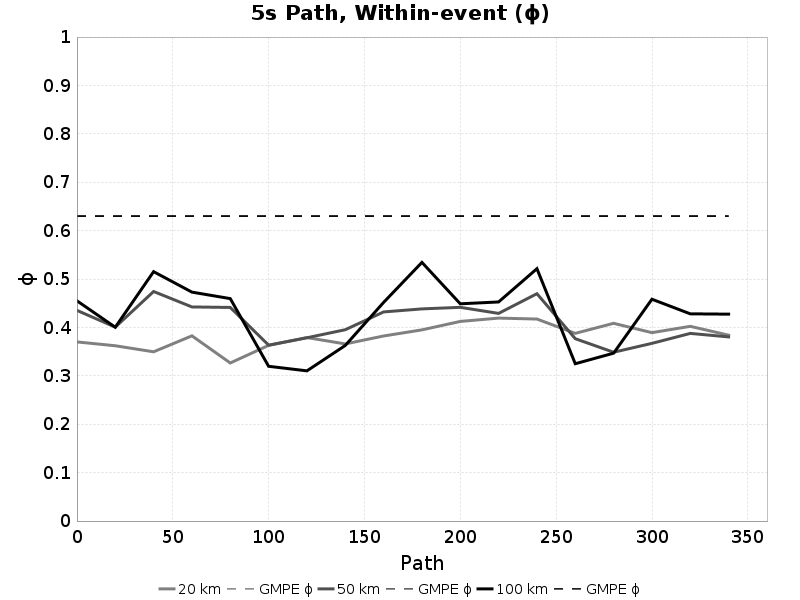 5s Path, Within-event (ϕ)
1
0.9
0.8
0.7
0.6
0.5
0.4
0.3
0.2
0.1
0
ϕ
0 50 100 150 200 250 300 350
Path
20 km GMPE ϕ 50 km GMPE ϕ 100 km GMPE ϕ